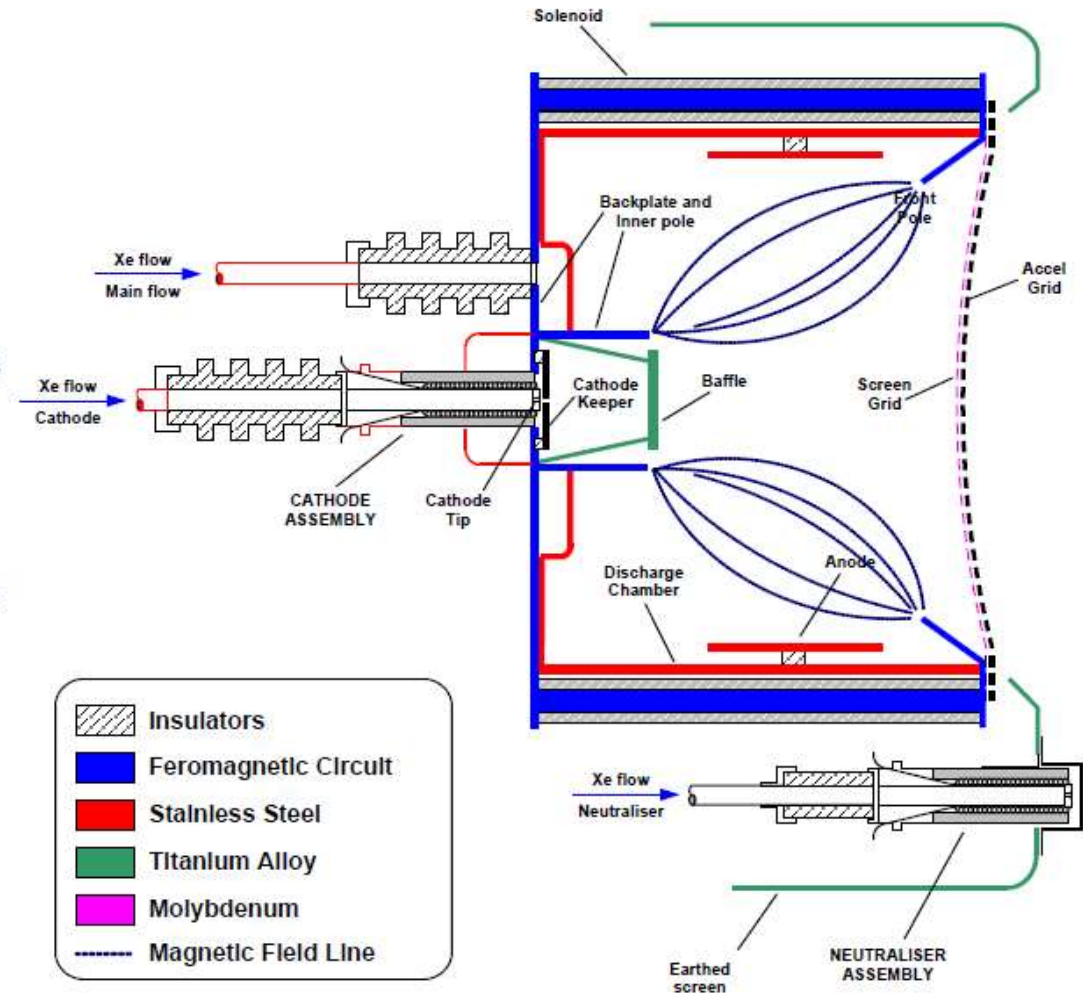 Solenoid
Backplate and
Inner pole
Front
Pole
Xe flow
Main flow
Accel
Grid
Xe flow
Cathode
Cathode
Keeper
Baffle
Screen
Grid
CATHODE
ASSEMBLY
Cathode
Tip
Discharge
Chamber
Anode
Insulators
Feromagnetic Circuit
Stainless Steel
Titanium Alloy
Molybdenum
Magnetic Field Line
Xe flow
Neutraliser
Earthed
screen
NEUTRALISER
ASSEMBLY